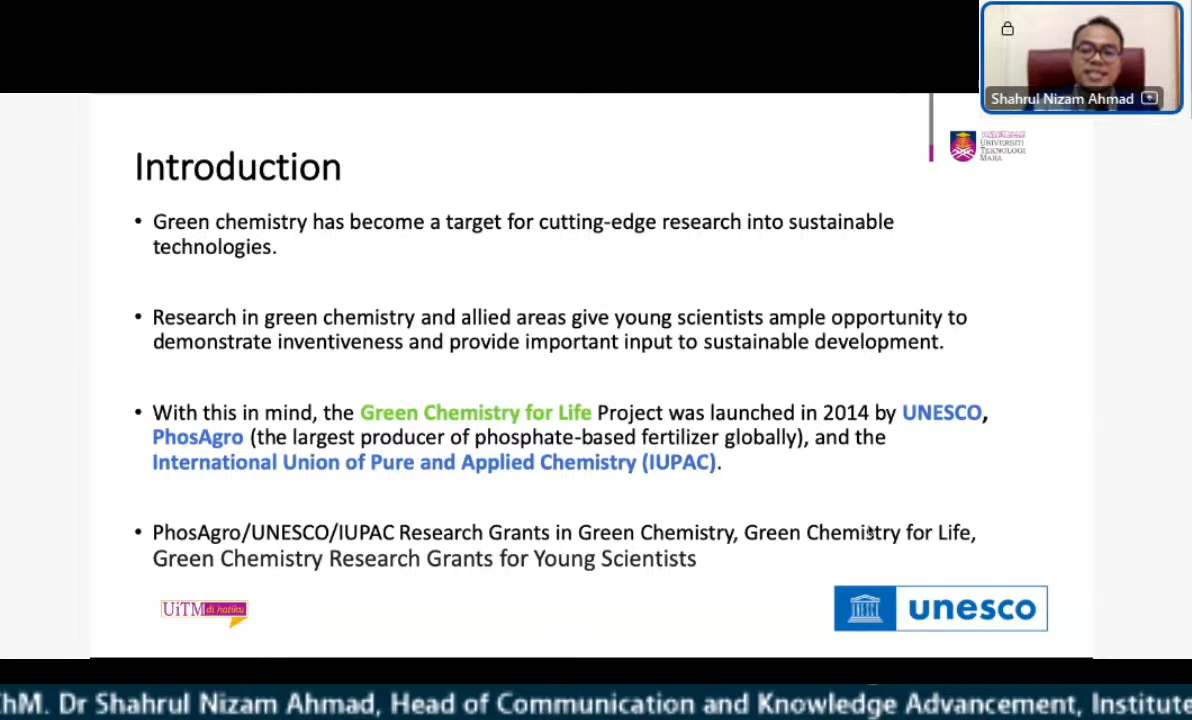 Shahrul Nizam Ahmad
UNIVERSITI
TEKNOLOGI
MARA
Introduction
• Green chemistry has become a target for cutting-edge research into sustainable
technologies.
• Research in green chemistry and allied areas give young scientists ample opportunity to
demonstrate inventiveness and provide important input to sustainable development.
• With this in mind, the Green Chemistry for Life Project was launched in 2014 by UNESCO,
PhosAgro (the largest producer of phosphate-based fertilizer globally), and the
International Union of Pure and Applied Chemistry (IUPAC).
• PhosAgro/UNESCO/IUPAC Research Grants in Green Chemistry, Green Chemistry for Life,
Green Chemistry Research Grants for Young Scientists
UiTM di hatiku
unesco
hM. Dr Shahrul Nizam Ahmad, Head of Communication and Knowledge Advancement, Institute